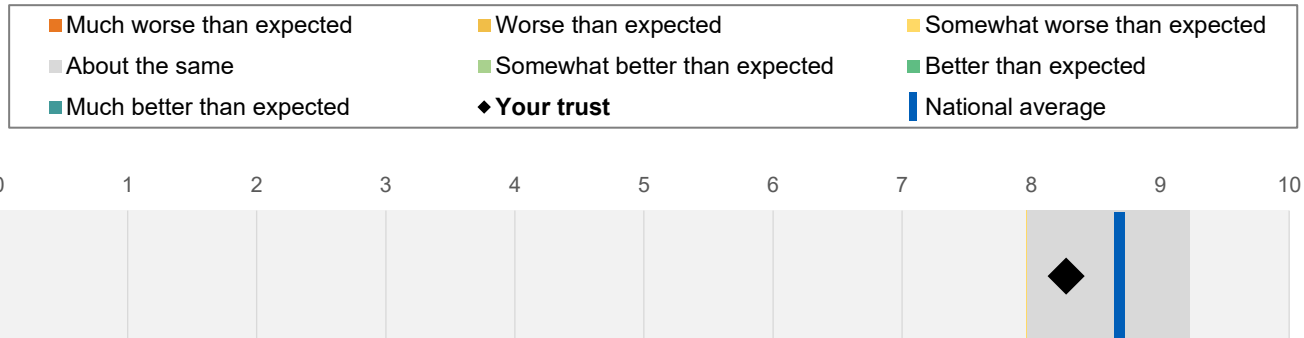 Much worse than expected Worse than expected Somewhat worse than expected
About the same Somewhat better than expected Better than expected
Much better than expected Your trust National average
0 1 2 3 4 5 6 7 8 9 10